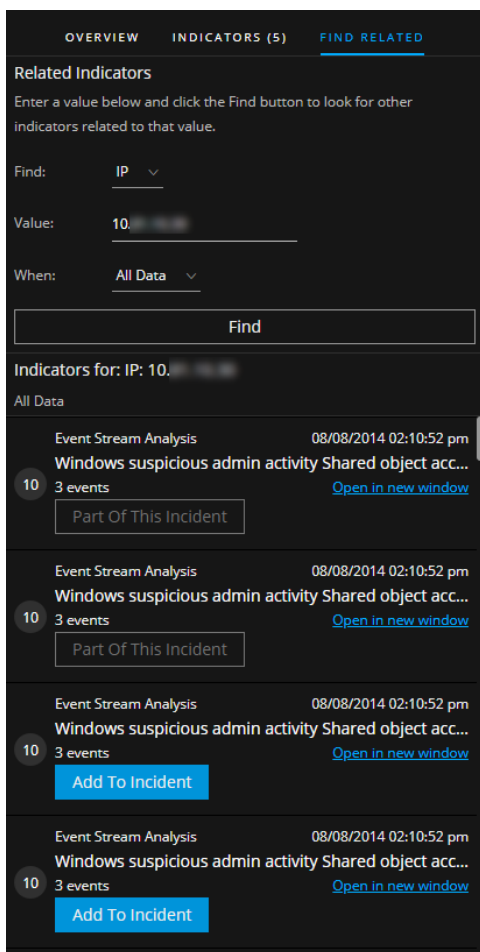 OVERVIEW INDICATORS (5) FIND RELATED
Related Indicators
Enter a value below and click the Find button to look for other
indicators related to that value.
Find: IP
Value: 10.
When: All Data
Find
Indicators for: IP: 10.
All Data
Event Stream Analysis 08/08/2014 02:10:52 pm
Windows suspicious admin activity Shared object acc...
10 3 events Open in new window
Part Of This Incident
Event Stream Analysis 08/08/2014 02:10:52 pm
Windows suspicious admin activity Shared object acc...
10 3 events Open in new window
Part Of This Incident
Event Stream Analysis 08/08/2014 02:10:52 pm
Windows suspicious admin activity Shared object acc...
10 3 events Open in new window
Add To Incident
Event Stream Analysis 08/08/2014 02:10:52 pm
Windows suspicious admin activity Shared object acc...
10 3 events Open in new window
Add To Incident